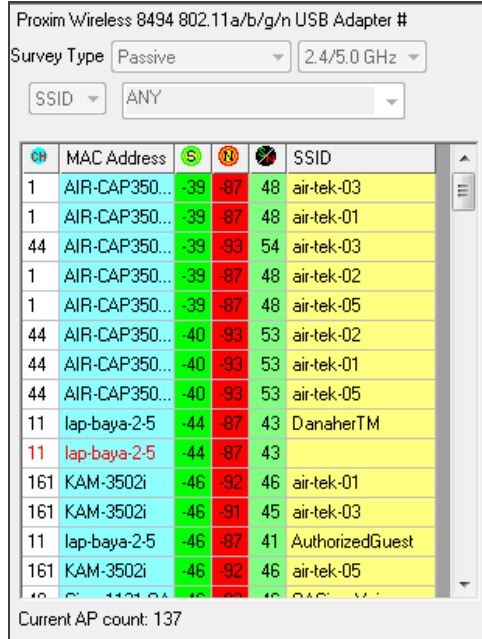 Proxim Wireless 8494 802.11a/b/g/n USB Adapter #
Survey Type Passive 2.4/5.0 GHz
SSID ANY
CH MAC Address S N SSID
1 AIR-CAP350... -39 -87 48 air-tek-03
1 AIR-CAP350... -39 -87 48 air-tek-01
44 AIR-CAP350... -39 -93 54 air-tek-03
1 AIR-CAP350... -39 -87 48 air-tek-02
1 AIR-CAP350... -39 -87 48 air-tek-05
44 AIR-CAP350... -40 -93 53 air-tek-02
44 AIR-CAP350... -40 -93 53 air-tek-01
44 AIR-CAP350... -40 -93 53 air-tek-05
11 lap-baya-2-5 -44 -87 43 DanaherTM
11 lap-baya-2-5 -44 -87 43
161 KAM-3502i -46 -92 46 air-tek-01
161 KAM-3502i -46 -91 45 air-tek-03
11 lap-baya-2-5 -46 -87 41 AuthorizedGuest
161 KAM-3502i -46 -92 46 air-tek-05
Current AP count: 137